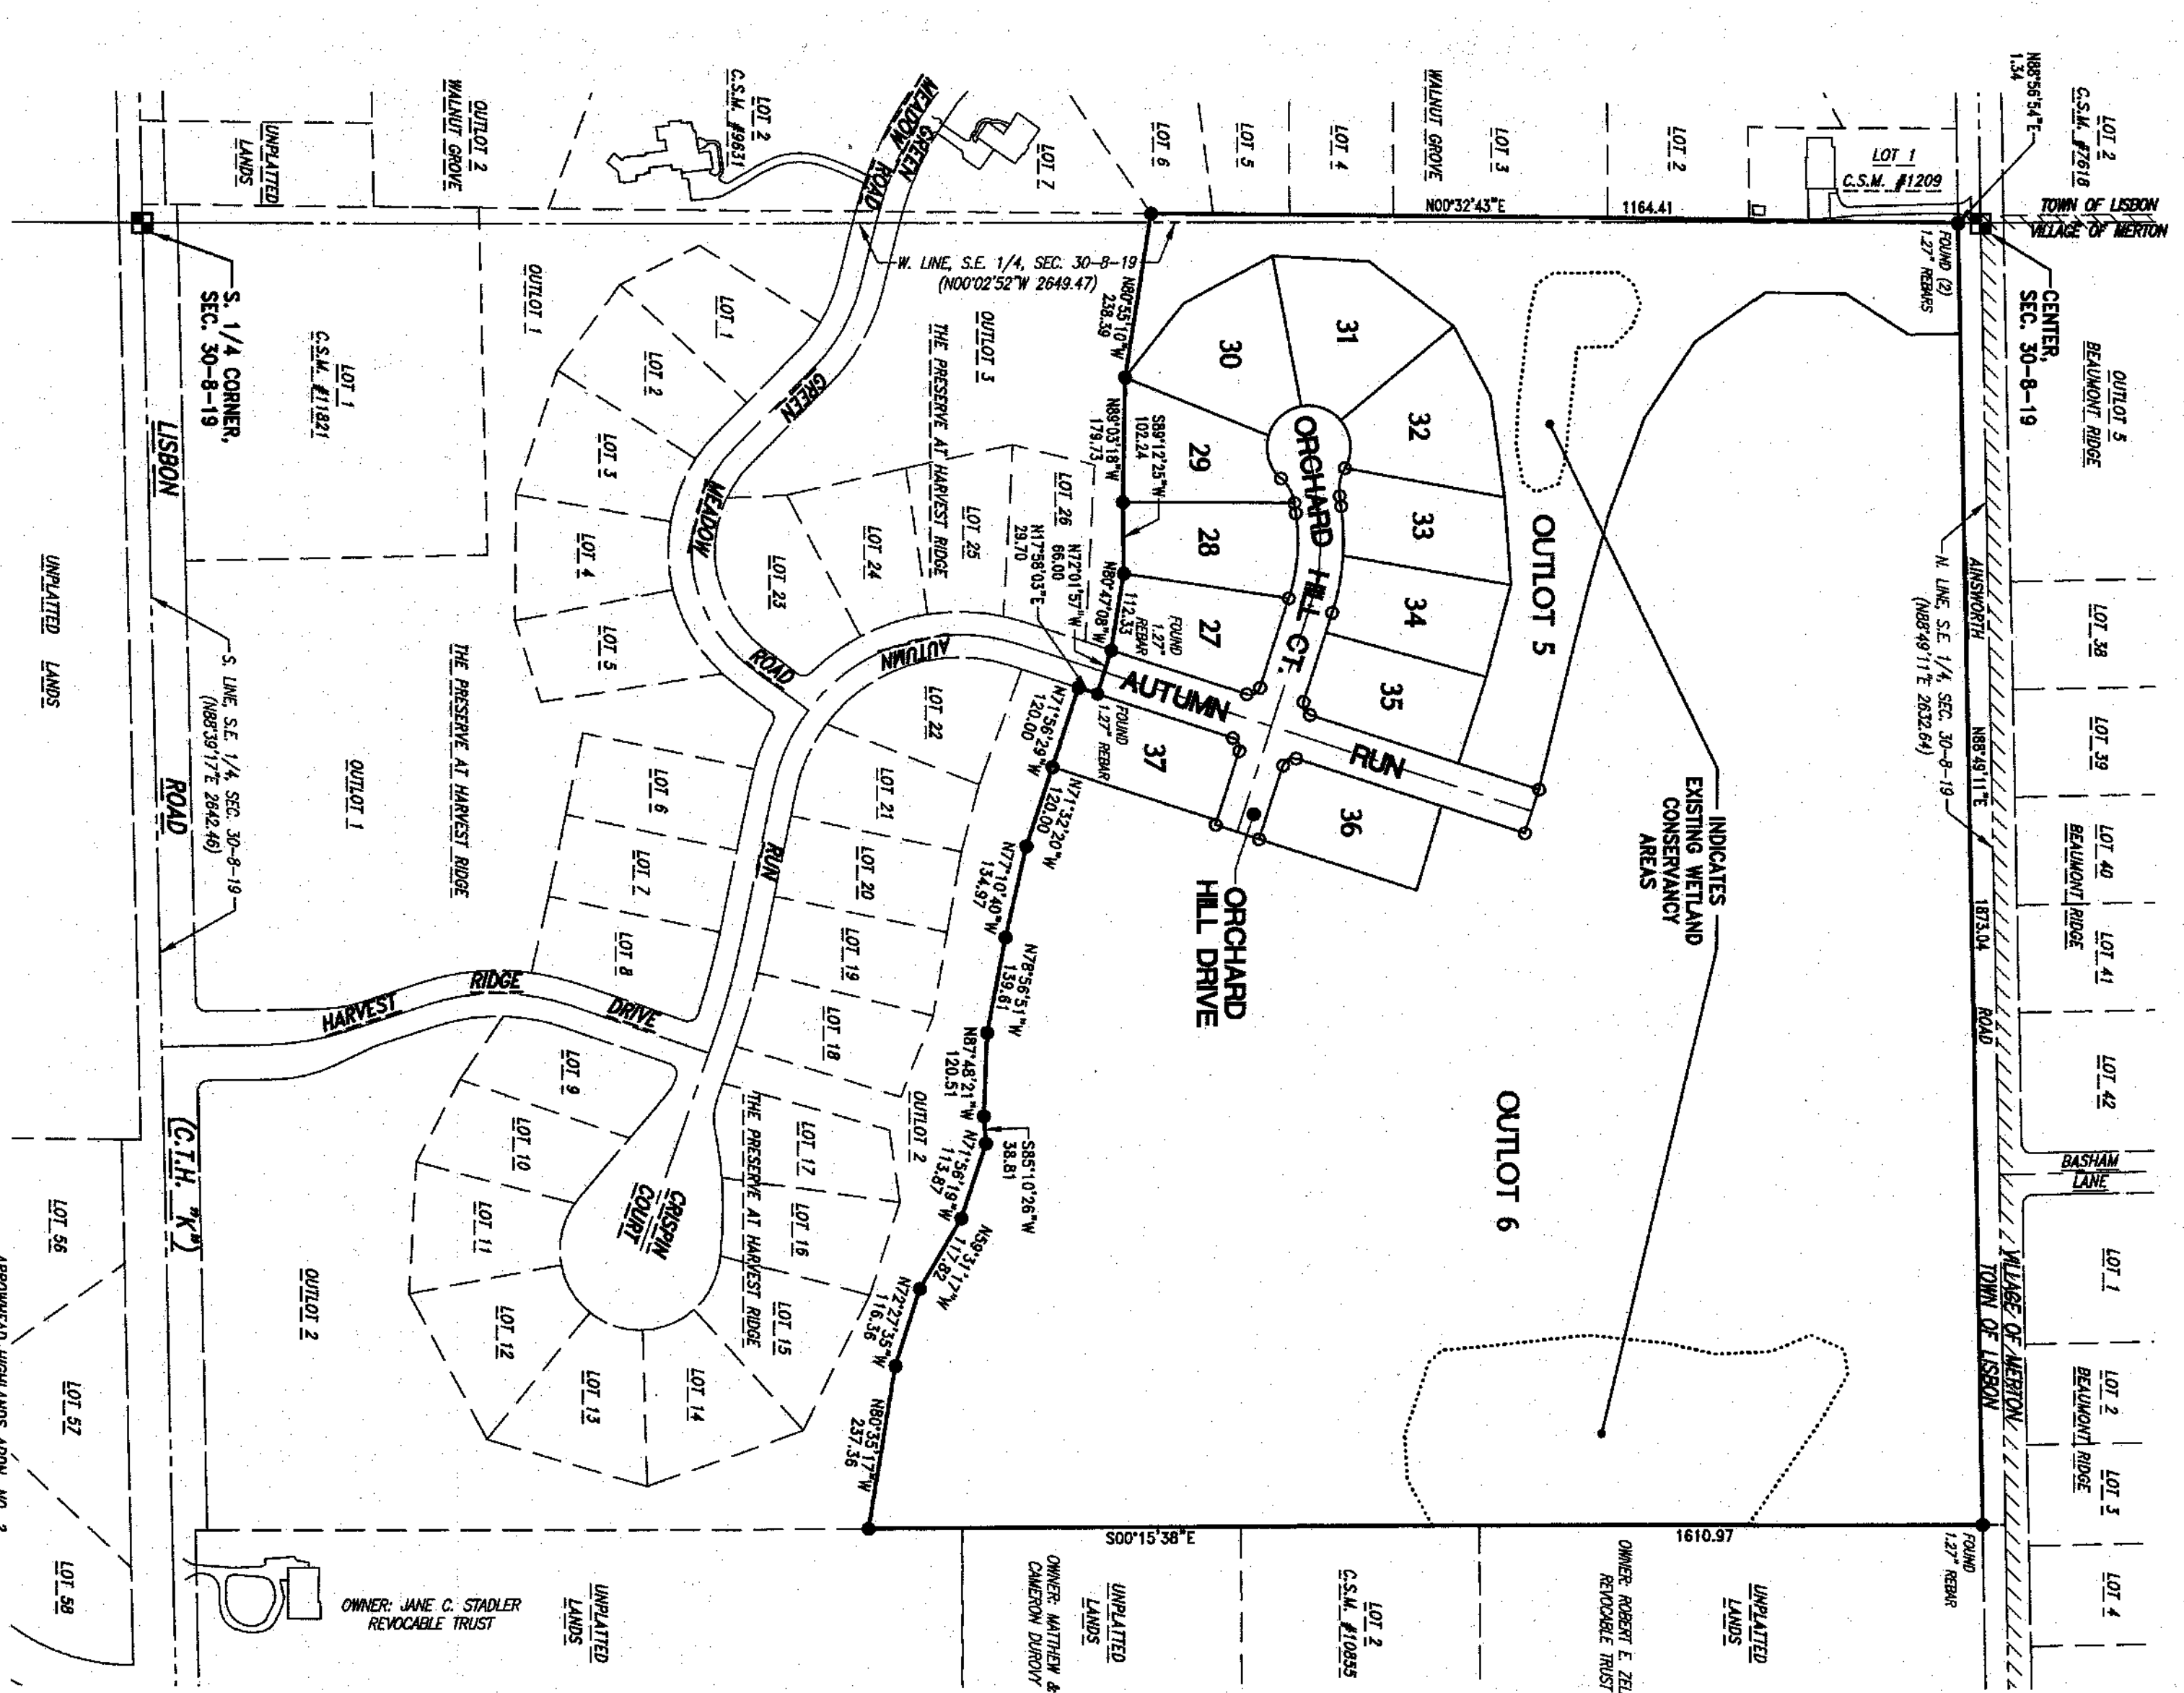 N88°56'54"E
1.34
LOT 2
C.S.M. #7618
TOWN OF LISBON
VILLAGE OF MERTON
CENTER,
SEC. 30-8-19
OUTLOT 5
BEAUMONT RIDGE
LOT 38
LOT 39
LOT 40
BEAUMONT RIDGE
LOT 41
LOT 42
BASHAM
LANE
LOT 1
LOT 2
BEAUMONT RIDGE
LOT 3
LOT 4
VILLAGE OF MERTON
TOWN OF LISBON
AINSWORTH
N88°49'11"E
1873.04
ROAD
N. LINE, S.E. 1/4, SEC. 30-8-19
(N88°49'11"E 2632.64)
FOUND (2)
1.27" REBARS
FOUND
1.27" REBAR
LOT 1
C.S.M. #1209
LOT 2
LOT 3
WALNUT GROVE
LOT 4
LOT 5
LOT 6
LOT 7
N00°32'43"E
1164.41
MEADOW
GREEN
ROAD
LOT 2
C.S.M. #9631
OUTLOT 2
WALNUT GROVE
UNPLATTED
LANDS
W. LINE, S.E. 1/4, SEC. 30-8-19
(N00°02'52"W 2649.47)
INDICATES
EXISTING WETLAND
CONSERVANCY
AREAS
OUTLOT 5
OUTLOT 6
30
31
32
33
34
35
36
37
29
28
27
ORCHARD HILL CT.
AUTUMN
RUN
ORCHARD
HILL DRIVE
N80°55'10"W
238.39
N89°03'18"W
179.73
S89°12'25"W
102.24
N80°47'08"W
112.33
FOUND
1.27"
REBAR
N72°01'57"W
66.00
N17°58'03"E
29.70
FOUND
1.27" REBAR
N71°56'29"W
120.00
N71°32'20"W
120.00
N77°10'40"W
134.97
N78°56'51"W
139.61
N87°48'21"W
120.51
S85°10'26"W
38.81
N71°56'19"W
113.87
N59°31'17"W
117.82
N72°27'35"W
116.36
N80°35'17"W
237.36
S00°15'38"E
1610.97
UNPLATTED
LANDS
OWNER: ROBERT E. ZEL
REVOCABLE TRUST
LOT 2
C.S.M. #10855
UNPLATTED
LANDS
OWNER: MATTHEW &
CAMERON DUROVY
UNPLATTED
LANDS
OWNER: JANE C. STADLER
REVOCABLE TRUST
OUTLOT 3
THE PRESERVE AT HARVEST RIDGE
LOT 26
LOT 25
LOT 24
LOT 23
LOT 22
LOT 21
LOT 20
LOT 19
LOT 18
OUTLOT 2
LOT 17
LOT 16
LOT 15
THE PRESERVE AT HARVEST RIDGE
LOT 14
LOT 13
LOT 12
LOT 11
LOT 10
LOT 9
CRISPIN
COURT
GREEN
MEADOW
ROAD
AUTUMN
RUN
HARVEST
RIDGE
DRIVE
LOT 1
LOT 2
LOT 3
LOT 4
LOT 5
LOT 6
LOT 7
LOT 8
OUTLOT 1
THE PRESERVE AT HARVEST RIDGE
OUTLOT 1
OUTLOT 2
LOT 1
C.S.M. #11821
S. 1/4 CORNER,
SEC. 30-8-19
S. LINE, S.E. 1/4, SEC. 30-8-19
(N88°39'17"E 2642.46)
LISBON
ROAD
(C.T.H. "K")
UNPLATTED LANDS
LOT 56
LOT 57
LOT 58